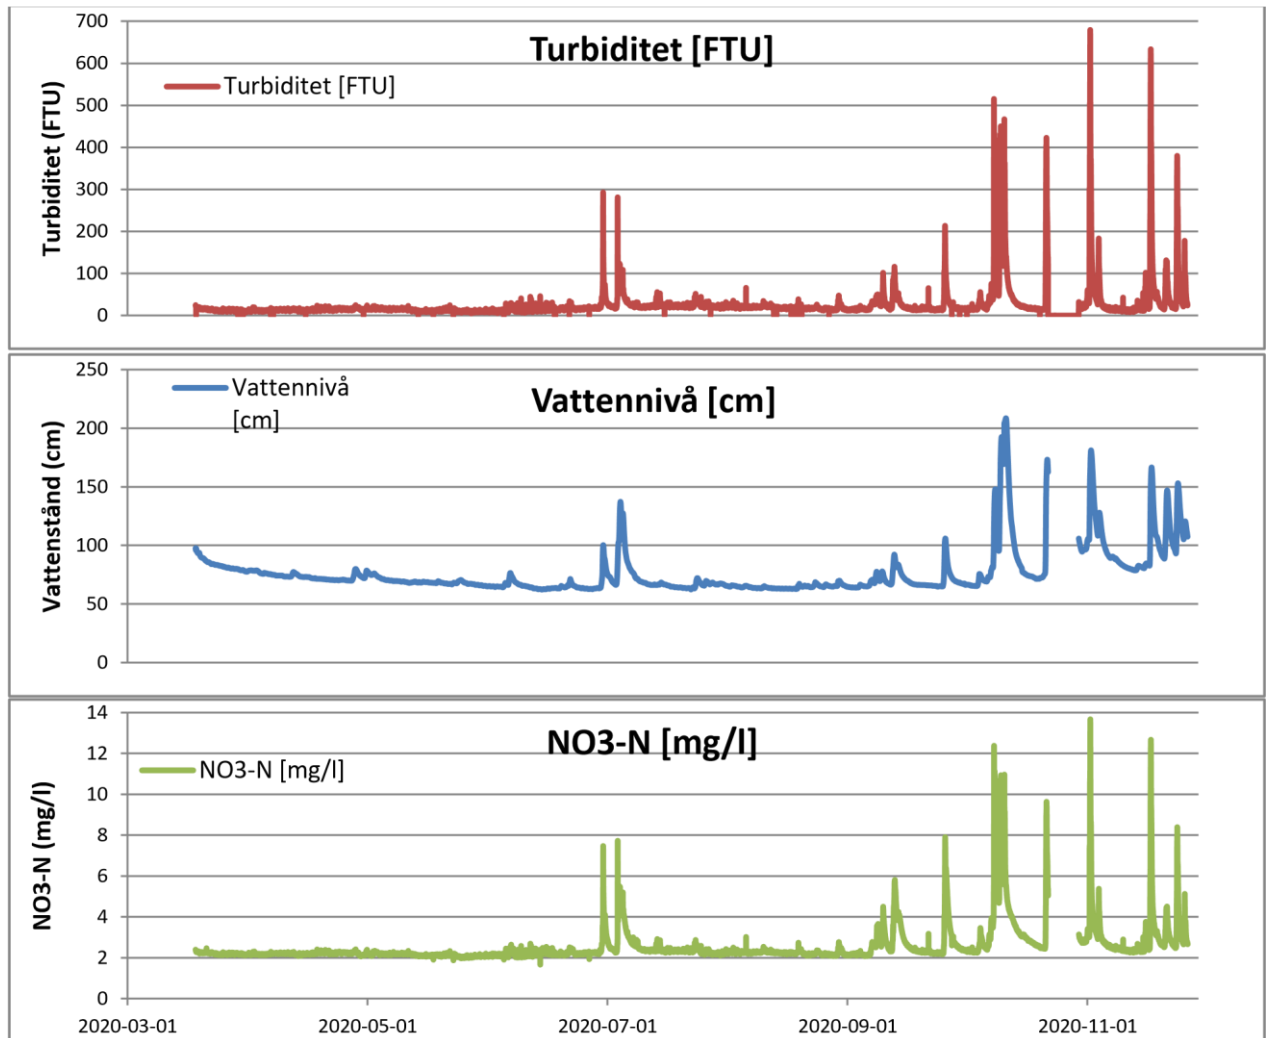 Turbiditet [FTU]
Turbiditet [FTU]
Turbiditet (FTU)
700
600
500
400
300
200
100
0
Vattennivå [cm]
Vattennivå
[cm]
Vattenstånd (cm)
250
200
150
100
50
0
NO3-N [mg/l]
NO3-N [mg/l]
NO3-N (mg/l)
14
12
10
8
6
4
2
0
2020-03-01 2020-05-01 2020-07-01 2020-09-01 2020-11-01